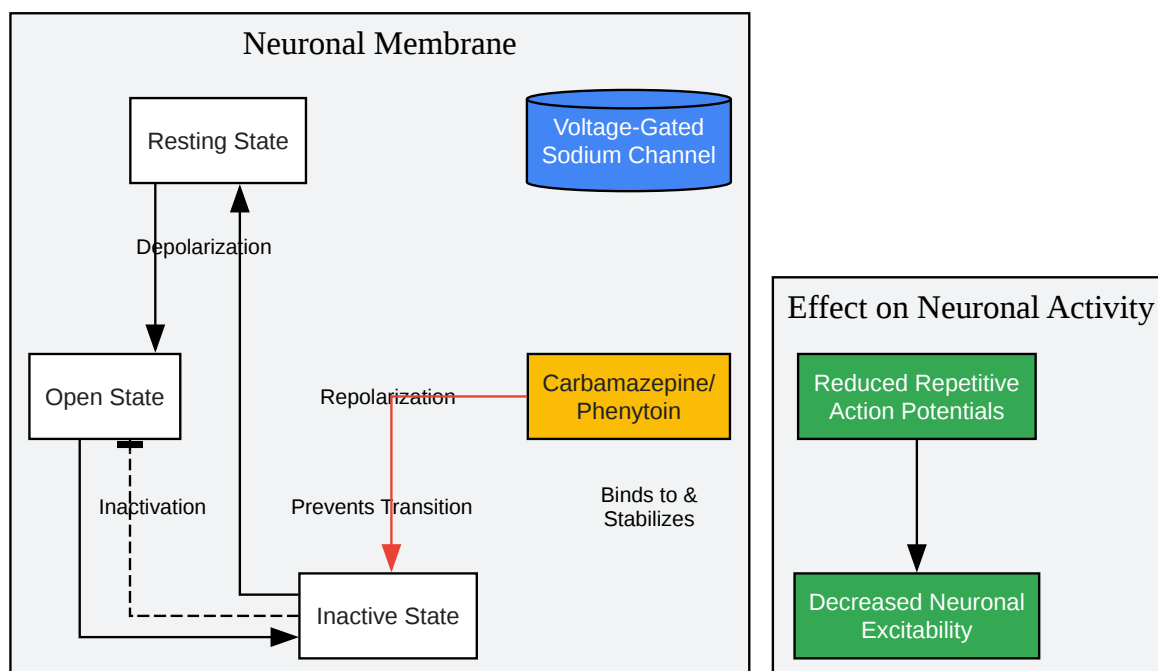 Neuronal Membrane
Resting State
Voltage-Gated
Sodium Channel
Depolarization
Effect on Neuronal Activity
Open State
Repolarization
Carbamazepine/
Phenytoin
Reduced Repetitive
Action Potentials
Inactivation
Prevents Transition
Binds to &
Stabilizes
Inactive State
Decreased Neuronal
Excitability